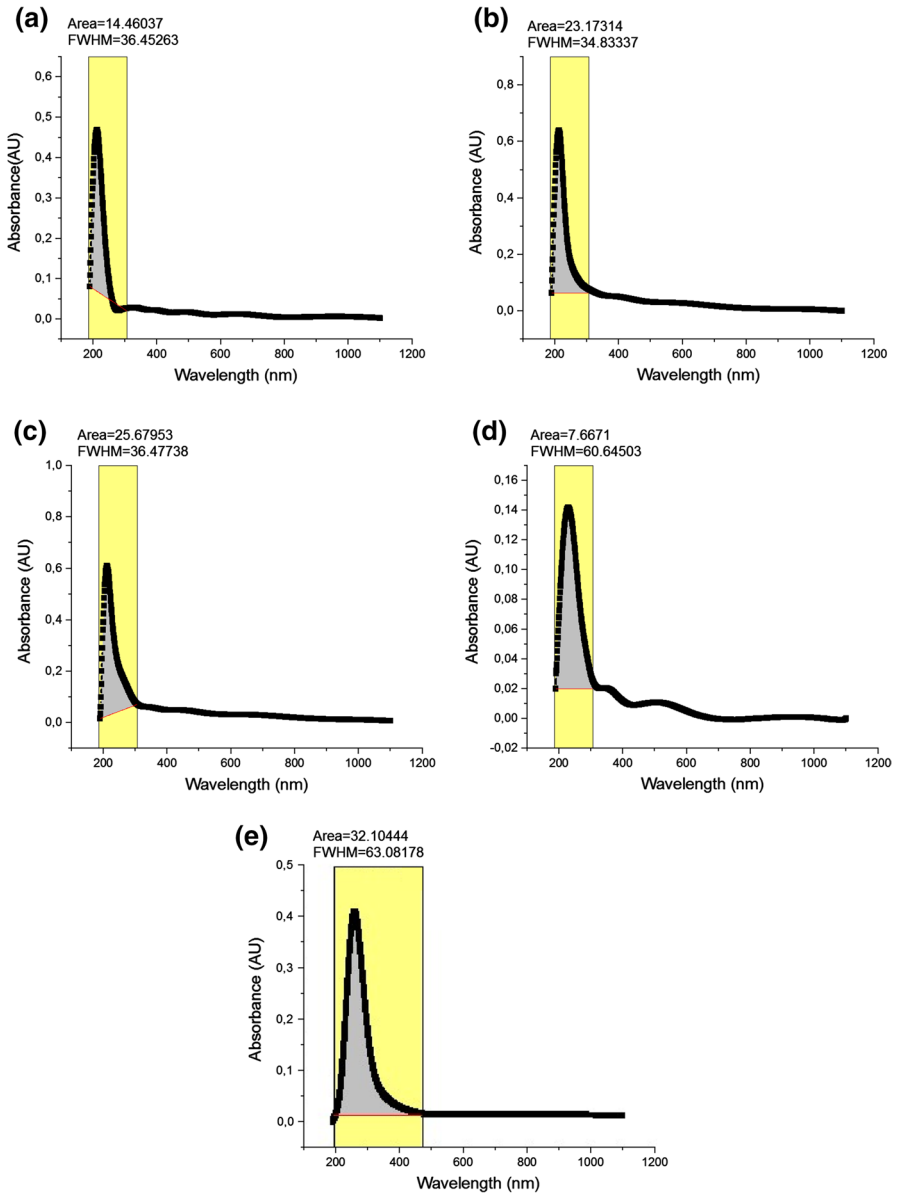 (a)
Area=14.46037
FWHM=36.45263
0,6
0,5
0,4
0,3
0,2
0,1
0,0
Absorbance(AU)
200 400 600 800 1000 1200
Wavelength (nm)
(b)
Area=23.17314
FWHM=34.83337
0,8
0,6
0,4
0,2
0,0
Absorbance (AU)
200 400 600 800 1000 1200
Wavelength (nm)
(c)
Area=25.67953
FWHM=36.47738
1,0
0,8
0,6
0,4
0,2
0,0
Absorbance (AU)
200 400 600 800 1000 1200
Wavelength (nm)
(d)
Area=7.6671
FWHM=60.64503
0,16
0,14
0,12
0,10
0,08
0,06
0,04
0,02
0,00
-0,02
Absorbance (AU)
200 400 600 800 1000 1200
Wavelength (nm)
(e)
Area=32.10444
FWHM=63.08178
0,5
0,4
0,3
0,2
0,1
0,0
Absorbance (AU)
200 400 600 800 1000 1200
Wavelength (nm)